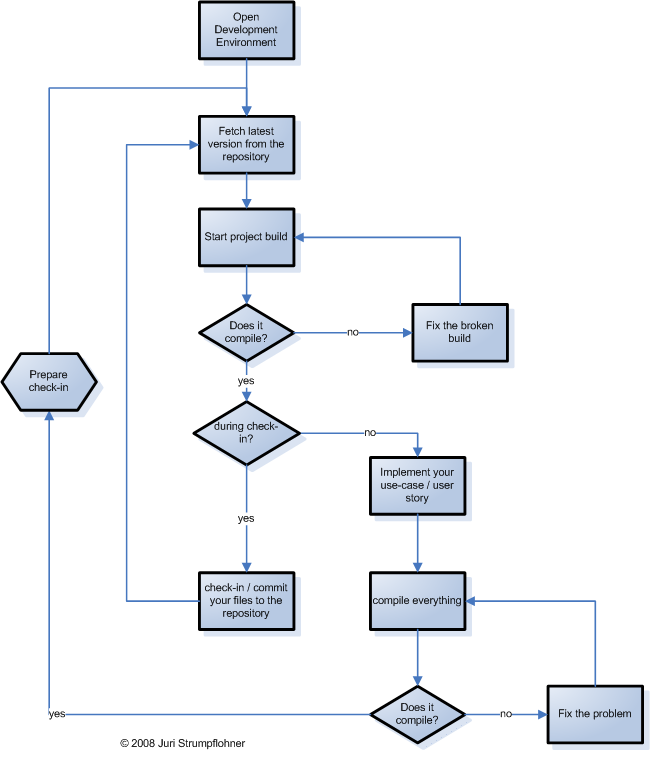 Open
Development
Environment
Fetch latest
version from the
repository
Start project build
Does it
compile?
no
Fix the broken
build
yes
Prepare
check-in
during check-
in?
no
Implement your
use-case / user
story
yes
check-in / commit
your files to the
repository
compile everything
Does it
compile?
no
Fix the problem
yes
© 2008 Juri Strumpflohner